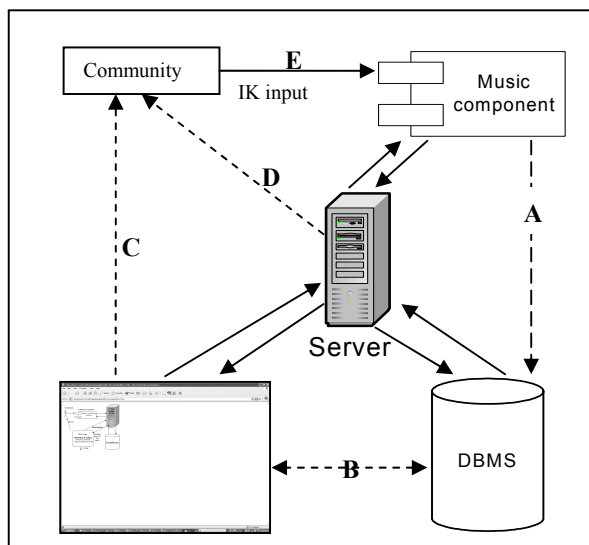 Community
E
IK input
Music
component
D
A
C
Server
DBMS
B